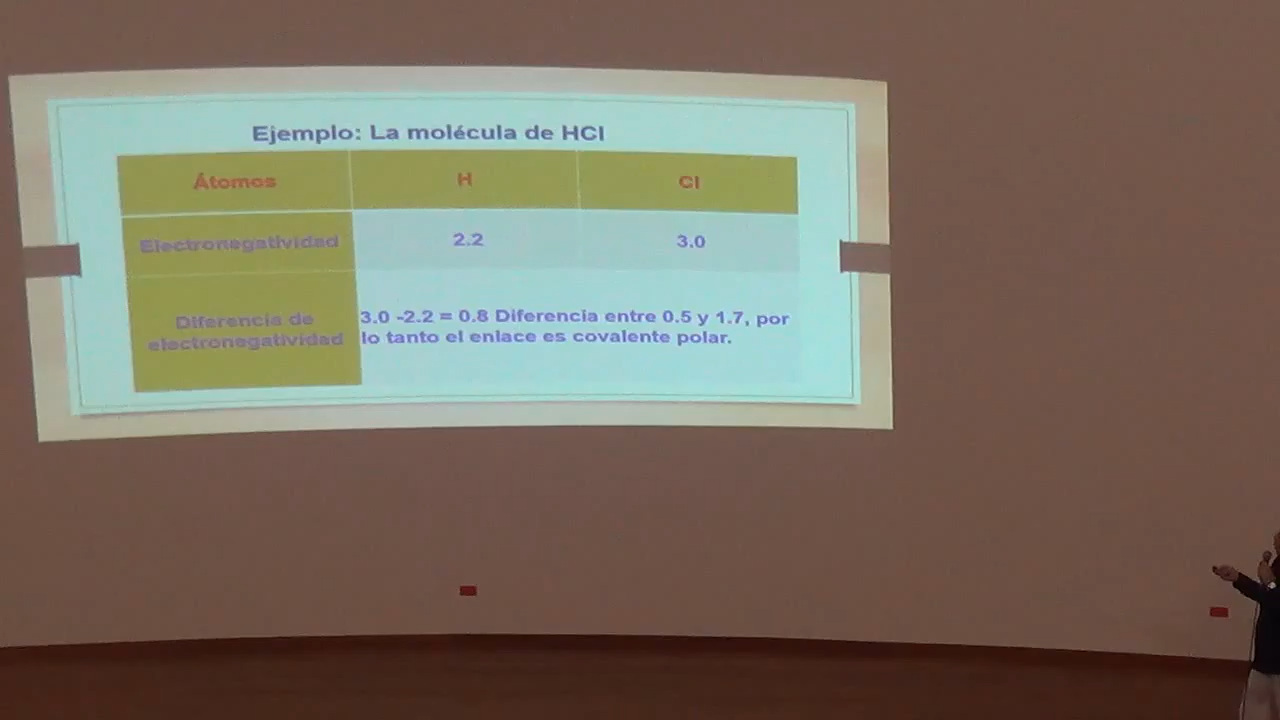 Ejemplo: La molécula de HCl
Átomos H Cl
Electronegatividad 2.2 3.0
Diferencia de
electronegatividad
3.0 -2.2 = 0.8 Diferencia entre 0.5 y 1.7, por
lo tanto el enlace es covalente polar.